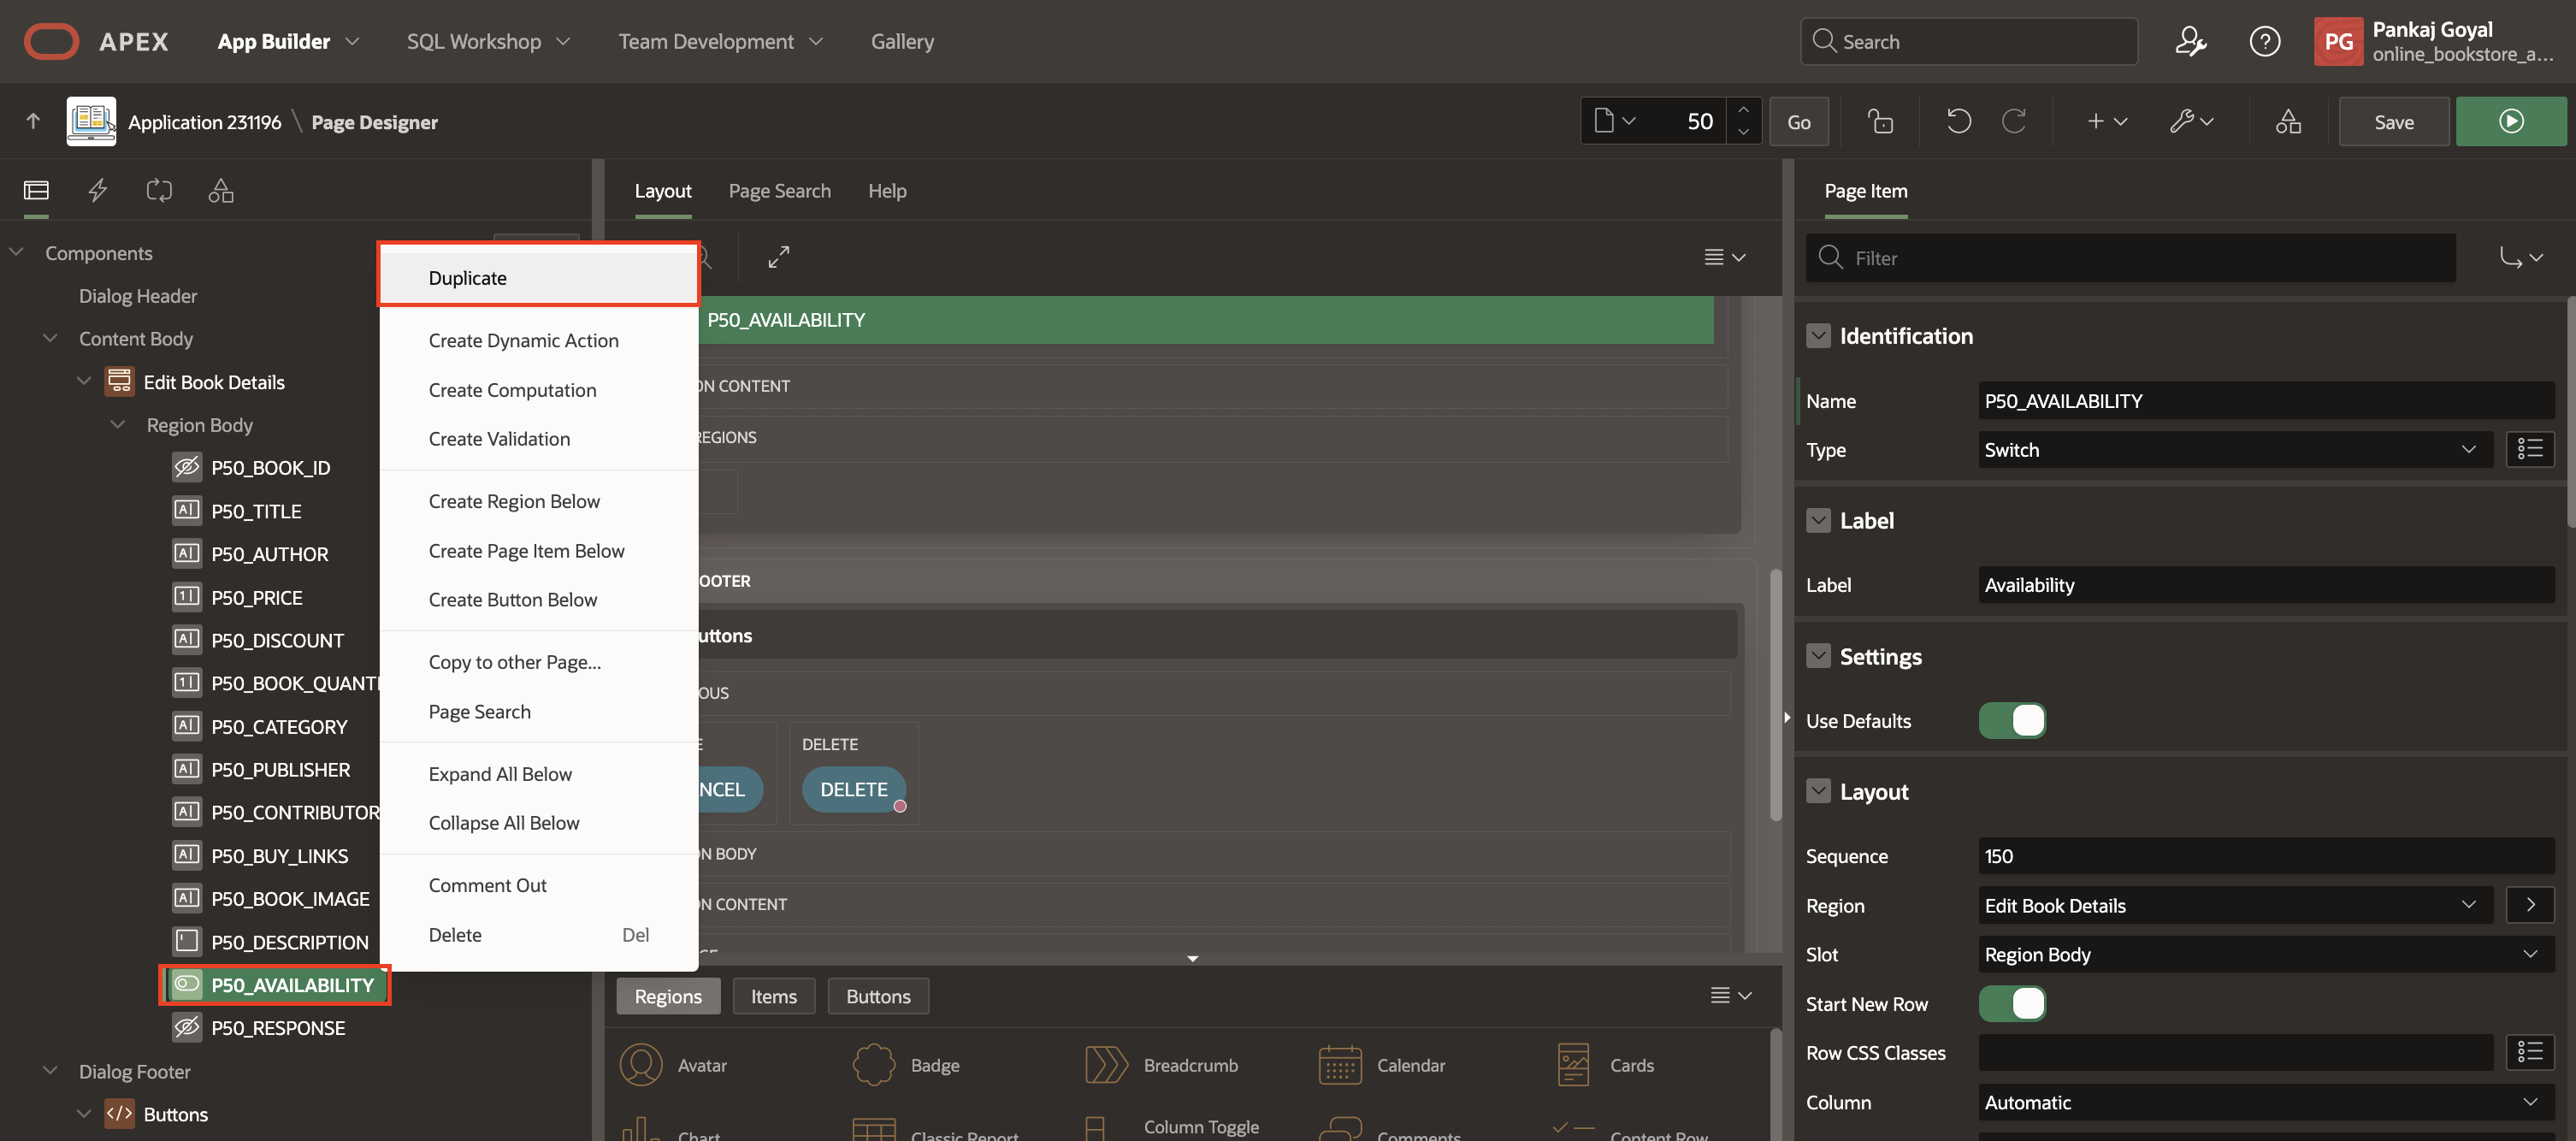 APEX App Builder SQL Workshop Team Development Gallery Search PG Pankaj Goyal
online_bookstore_a...
Application 231196 \ Page Designer 50 Go Save
Layout Page Search Help Page Item
Components
Dialog Header
Content Body
Edit Book Details
Region Body
P50_BOOK_ID
P50_TITLE
P50_AUTHOR
P50_PRICE
P50_DISCOUNT
P50_BOOK_QUANTI
P50_CATEGORY
P50_PUBLISHER
P50_CONTRIBUTOR
P50_BUY_LINKS
P50_BOOK_IMAGE
P50_DESCRIPTION
P50_AVAILABILITY
P50_RESPONSE
Dialog Footer
Buttons
Duplicate
Create Dynamic Action
Create Computation
Create Validation
Create Region Below
Create Page Item Below
Create Button Below
Copy to other Page...
Page Search
Expand All Below
Collapse All Below
Comment Out
Delete Del
P50_AVAILABILITY
ON CONTENT
REGIONS
OOTER
uttons
OUS
E DELETE
NCEL DELETE
ON BODY
ON CONTENT
Regions Items Buttons
Avatar Badge Breadcrumb Calendar Cards
Chart Classic Report Column Toggle Comments Content Row
Filter
Identification
Name P50_AVAILABILITY
Type Switch
Label
Label Availability
Settings
Use Defaults
Layout
Sequence 150
Region Edit Book Details
Slot Region Body
Start New Row
Row CSS Classes
Column Automatic